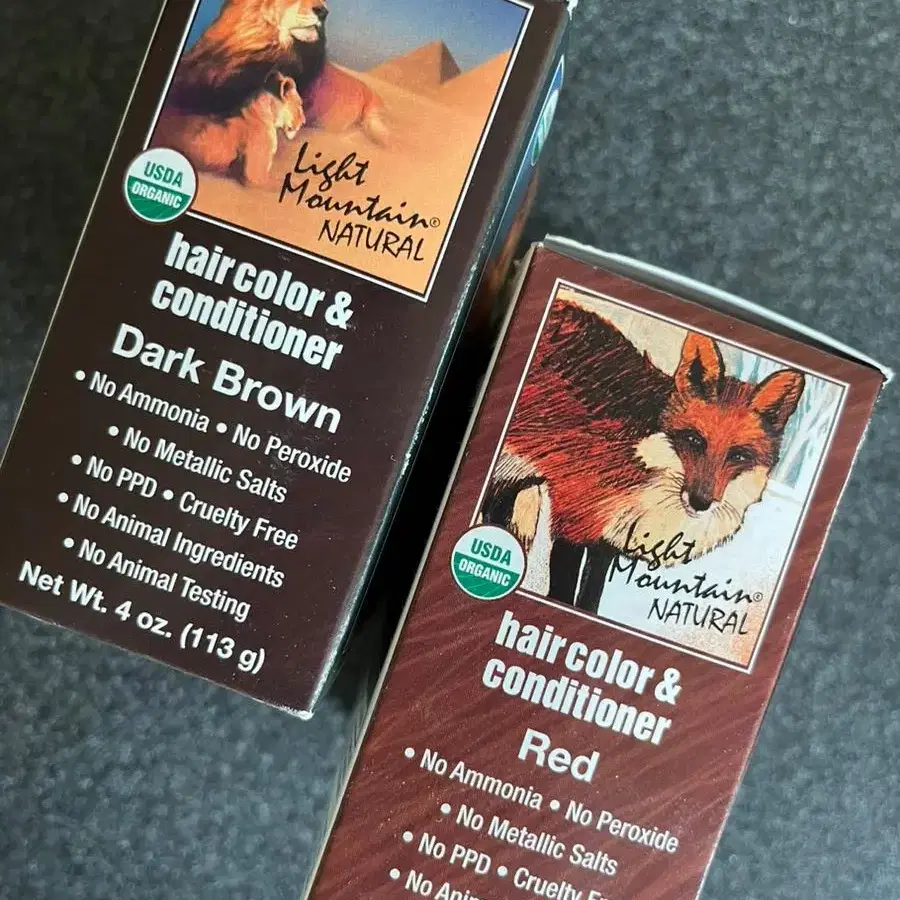 Light
Mountain®
NATURAL
USDA
ORGANIC
hair color &
conditioner
Dark Brown
• No Ammonia • No Peroxide
• No Metallic Salts
• No PPD • Cruelty Free
• No Animal Ingredients
• No Animal Testing
Net Wt. 4 oz. (113 g)
Light
Mountain®
NATURAL
USDA
ORGANIC
hair color &
conditioner
Red
• No Ammonia • No Peroxide
• No Metallic Salts
• No PPD • Cruelty
• No